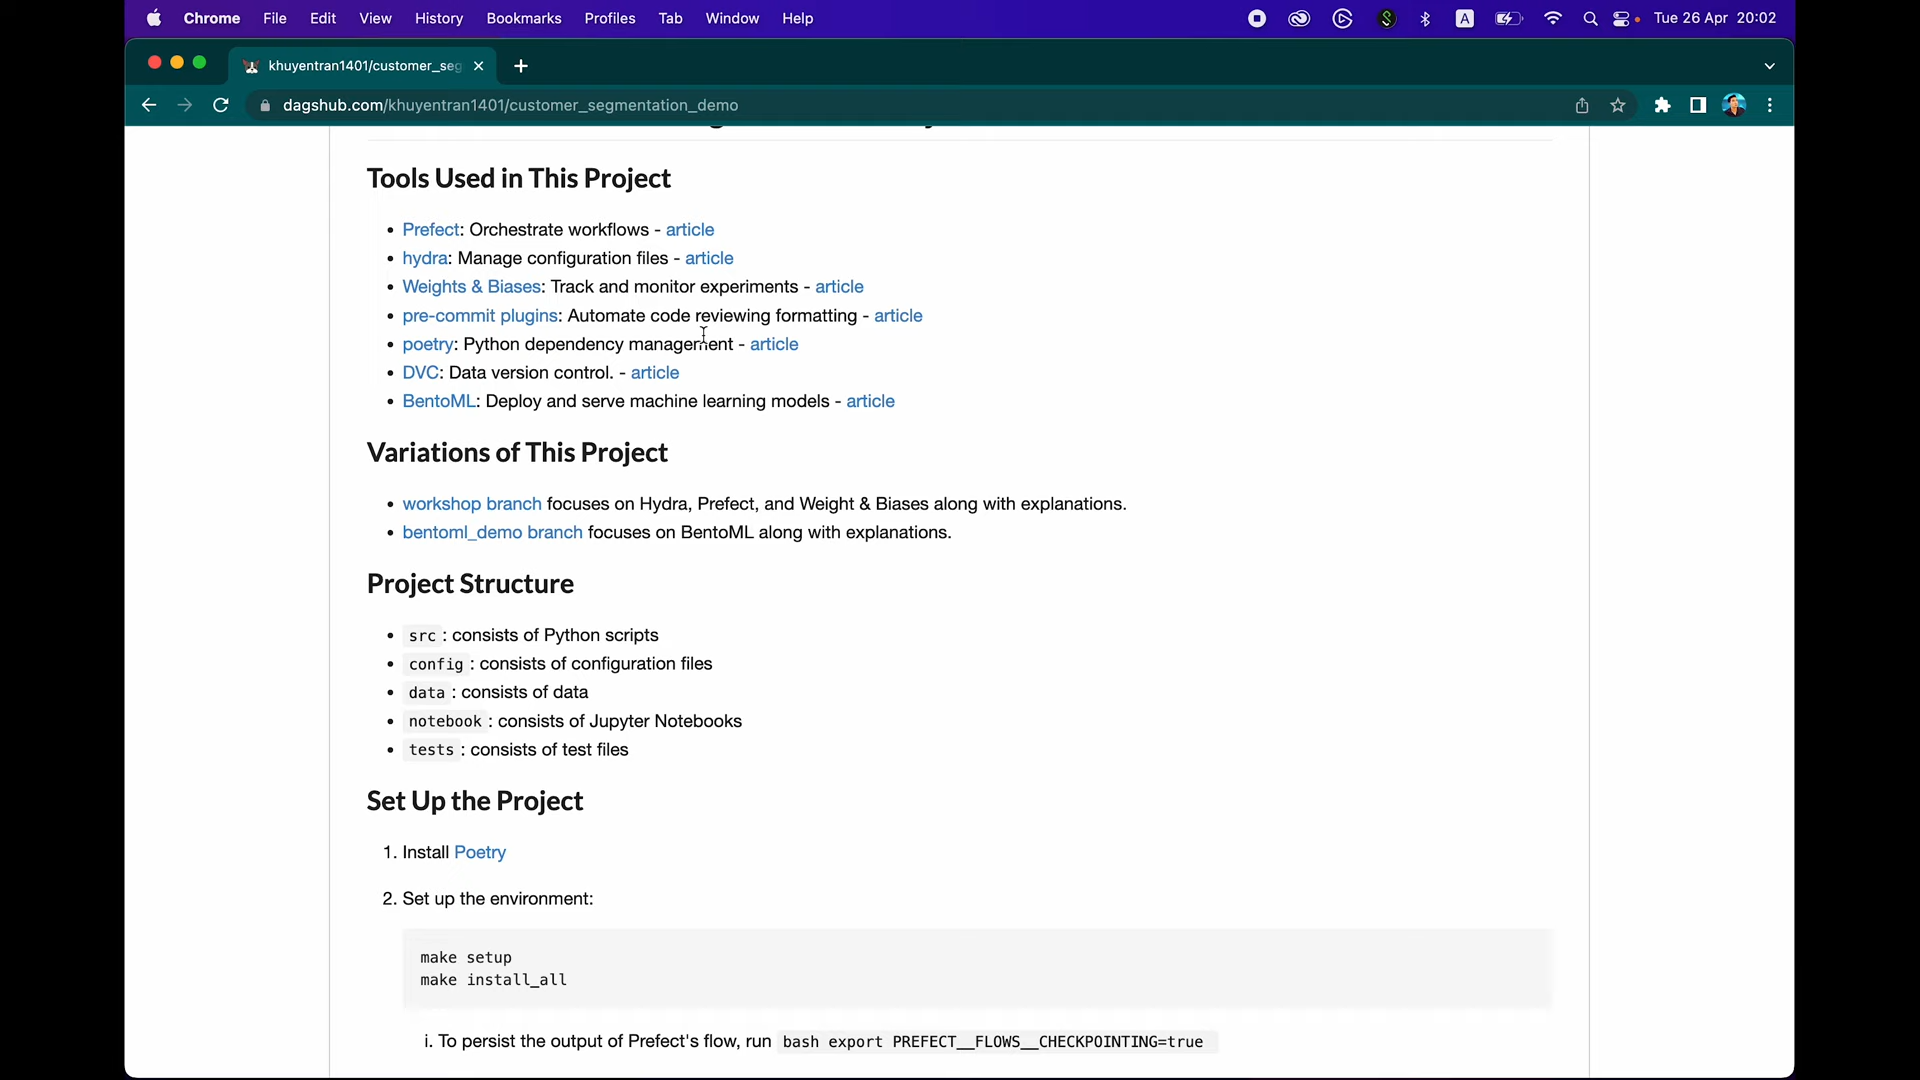 Chrome File Edit View History Bookmarks Profiles Tab Window Help A Tue 26 Apr 20:02
khuyentran1401/customer_seg
dagshub.com/khuyentran1401/customer_segmentation_demo
Tools Used in This Project
• Prefect: Orchestrate workflows - article
• hydra: Manage configuration files - article
• Weights & Biases: Track and monitor experiments - article
• pre-commit plugins: Automate code reviewing formatting - article
• poetry: Python dependency management - article
• DVC: Data version control. - article
• BentoML: Deploy and serve machine learning models - article
Variations of This Project
• workshop branch focuses on Hydra, Prefect, and Weight & Biases along with explanations.
• bentoml_demo branch focuses on BentoML along with explanations.
Project Structure
• src : consists of Python scripts
• config : consists of configuration files
• data : consists of data
• notebook : consists of Jupyter Notebooks
• tests : consists of test files
Set Up the Project
1. Install Poetry
2. Set up the environment:
make setup
make install_all
i. To persist the output of Prefect's flow, run bash export PREFECT__FLOWS__CHECKPOINTING=true